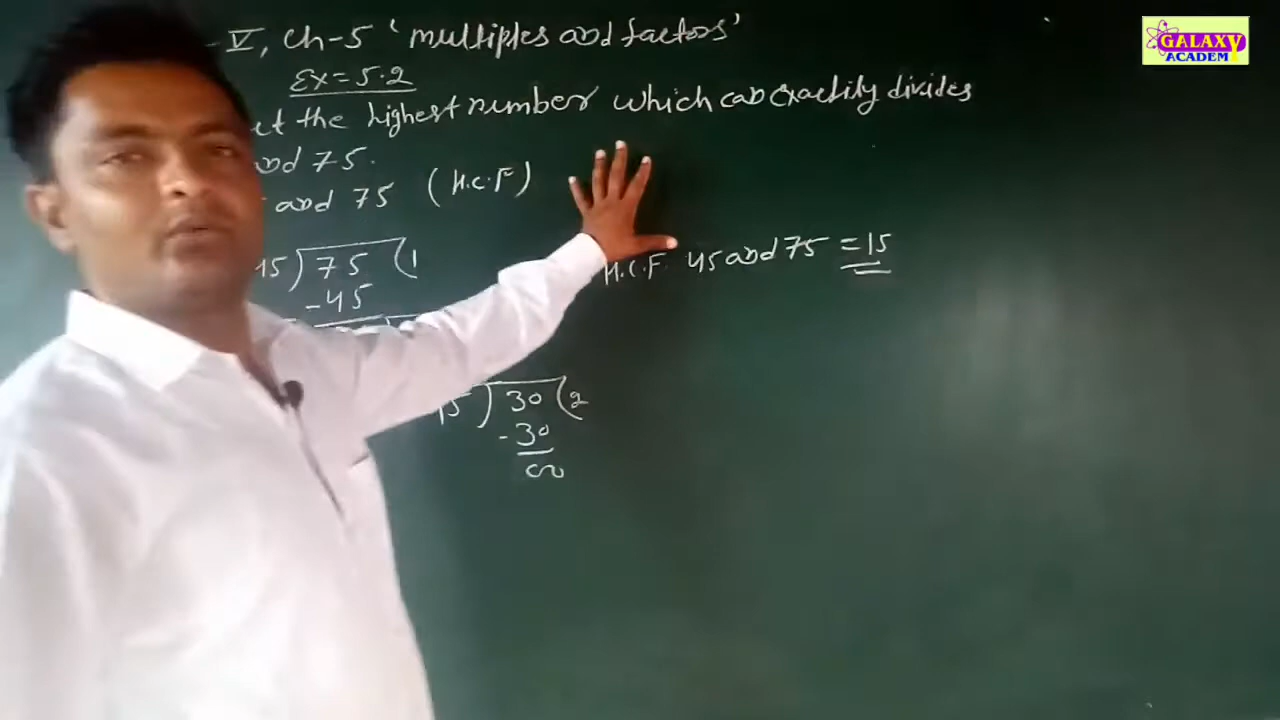 GALAXY
ACADEM
- V, Ch-5 ' multiples and factors'
Ex = 5.2
the highest number which can exactily divides
and 75.
and 75 (H.C.F)
15) 75 (1
-45
H.C.F. 45 and 75 = 15
15) 30 (2
-30
00